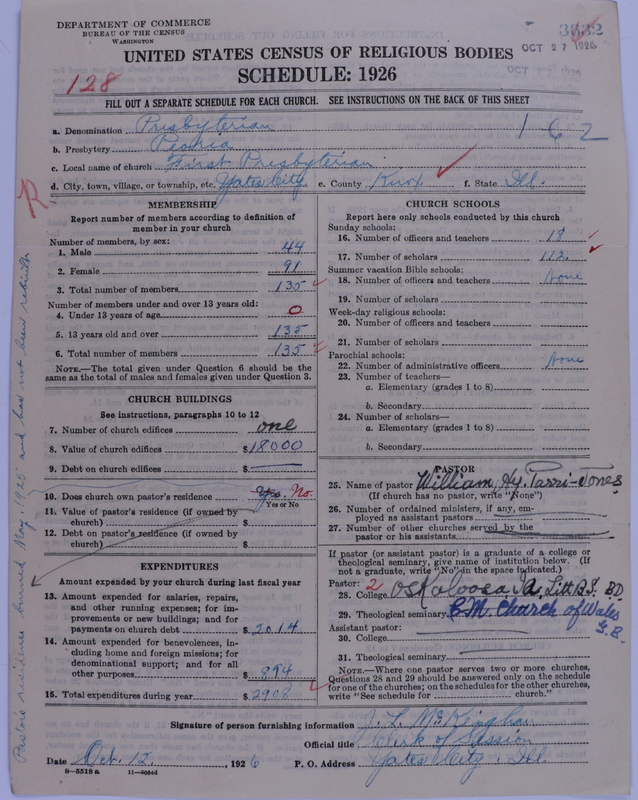 DEPARTMENT OF COMMERCE
BUREAU OF THE CENSUS
WASHINGTON
3632
OCT 27 1926
UNITED STATES CENSUS OF RELIGIOUS BODIES
SCHEDULE: 1926
128
FILL OUT A SEPARATE SCHEDULE FOR EACH CHURCH. SEE INSTRUCTIONS ON THE BACK OF THIS SHEET
a. Denomination Presbyterian
b. Presbytery Peoria
1 6 2
c. Local name of church First Presbyterian
d. City, town, village, or township, etc. Yates City e. County Knox f. State Ill.
R
MEMBERSHIP
Report number of members according to definition of member in your church
Number of members, by sex:
1. Male 44
2. Female 91
3. Total number of members 135
Number of members under and over 13 years old:
4. Under 13 years of age 0
5. 13 years old and over 135
6. Total number of members 135
NOTE.—The total given under Question 6 should be the same as the total of males and females given under Question 3.
CHURCH BUILDINGS
See instructions, paragraphs 10 to 12
7. Number of church edifices one
8. Value of church edifices $ 18000
9. Debt on church edifices $
10. Does church own pastor's residence Yes. No.
Yes or No
11. Value of pastor's residence (if owned by church) $
12. Debt on pastor's residence (if owned by church) $
EXPENDITURES
Amount expended by your church during last fiscal year
13. Amount expended for salaries, repairs, and other running expenses; for improvements or new buildings; and for payments on church debt $ 2014
14. Amount expended for benevolences, including home and foreign missions; for denominational support; and for all other purposes $ 894
15. Total expenditures during year $ 2908
CHURCH SCHOOLS
Report here only schools conducted by this church
Sunday schools:
16. Number of officers and teachers 18
17. Number of scholars 112
Summer vacation Bible schools:
18. Number of officers and teachers None
19. Number of scholars
Week-day religious schools:
20. Number of officers and teachers
21. Number of scholars
Parochial schools:
22. Number of administrative officers None
23. Number of teachers—
a. Elementary (grades 1 to 8)
b. Secondary
24. Number of scholars—
a. Elementary (grades 1 to 8)
b. Secondary
PASTOR
25. Name of pastor William Hy. Parri-Jones
(If church has no pastor, write "None")
26. Number of ordained ministers, if any, employed as assistant pastors
27. Number of other churches served by the pastor or his assistants
If pastor (or assistant pastor) is a graduate of a college or theological seminary, give name of institution below. (If not a graduate, write "No" in the space indicated.)
Pastor: 2
28. College Oskaloosa Ia. Litt B.S. B.D.
29. Theological seminary C.M. Church of Wales
Assistant pastor:
30. College
31. Theological seminary
NOTE.—Where one pastor serves two or more churches, Questions 28 and 29 should be answered only on the schedule for one of the churches; on the schedules for the other churches, write "See schedule for church."
Pastors residence burned May 1925 and had not been rebuilt
Signature of person furnishing information
Official title Clerk of Session
Date Oct. 12, 1926 P. O. Address Yates City, Ill.
8—5518 a 11—9664d